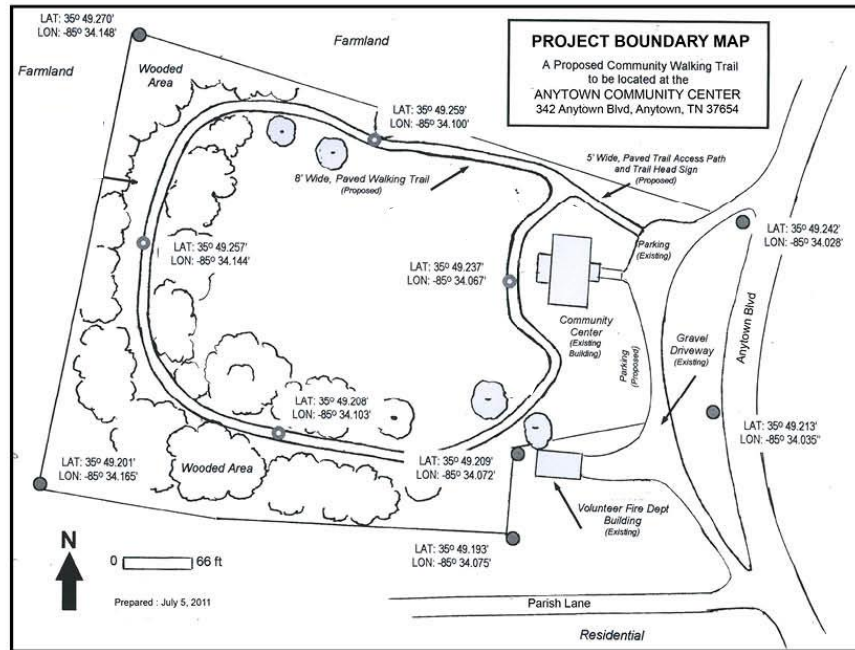 LAT: 35º 49.270'
LON: -85º 34.148'
Farmland
Farmland
Wooded
Area
PROJECT BOUNDARY MAP
A Proposed Community Walking Trail
to be located at the
ANYTOWN COMMUNITY CENTER
342 Anytown Blvd, Anytown, TN 37654
LAT: 35º 49.259'
LON: -85º 34.100'
8' Wide, Paved Walking Trail
(Proposed)
5' Wide, Paved Trail Access Path
and Trail Head Sign
(Proposed)
LAT: 35º 49.242'
LON: -85º 34.028'
Parking
(Existing)
LAT: 35º 49.257'
LON: -85º 34.144'
LAT: 35º 49.237'
LON: -85º 34.067'
Community
Center
(Existing
Building)
Parking
(Proposed)
Gravel
Driveway
(Existing)
Anytown Blvd
LAT: 35º 49.208'
LON: -85º 34.103'
LAT: 35º 49.213'
LON: -85º 34.035"
LAT: 35º 49.201'
LON: -85º 34.165'
Wooded Area
LAT: 35º 49.209'
LON: -85º 34.072'
Volunteer Fire Dept
Building
(Existing)
LAT: 35º 49.193'
LON: -85º 34.075'
N
0
66 ft
Prepared : July 5, 2011
Parish Lane
Residential